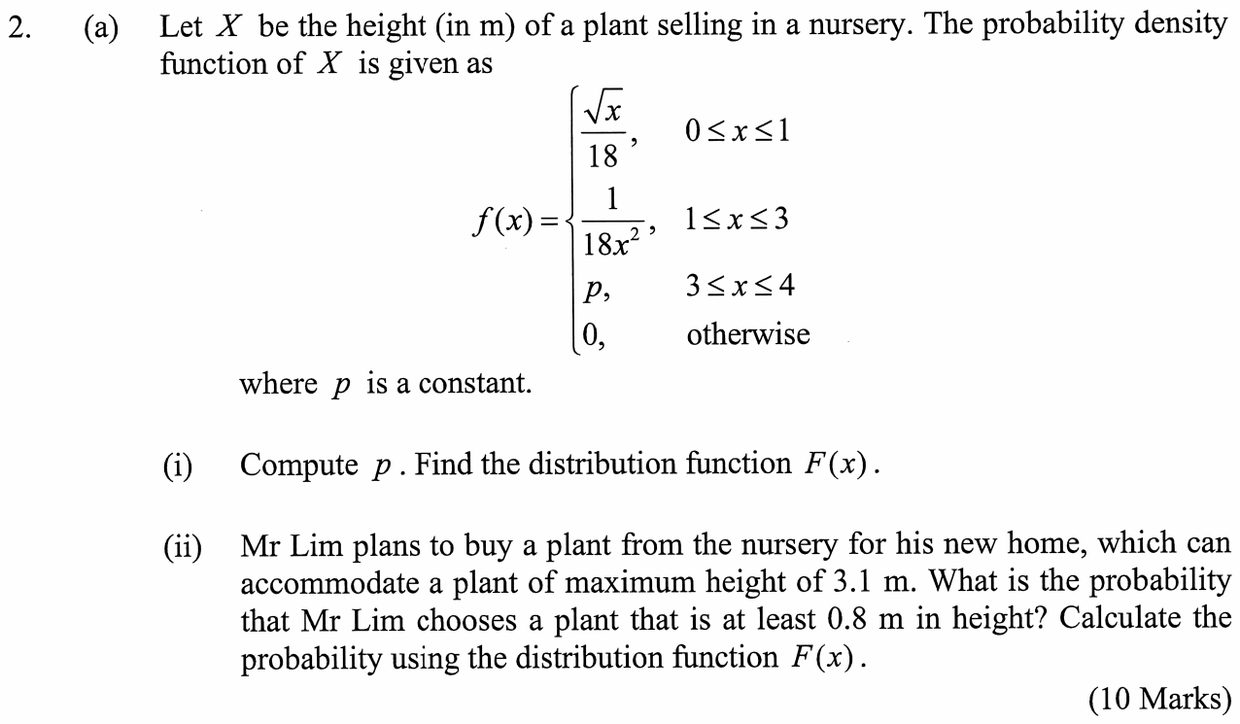 2. (a) Let X be the height (in m) of a plant selling in a nursery. The probability density
function of X is given as
f(x) = { √x/18, 0 ≤ x ≤ 1
1/(18x²), 1 ≤ x ≤ 3
p, 3 ≤ x ≤ 4
0, otherwise
where p is a constant.
(i) Compute p. Find the distribution function F(x).
(ii) Mr Lim plans to buy a plant from the nursery for his new home, which can
accommodate a plant of maximum height of 3.1 m. What is the probability
that Mr Lim chooses a plant that is at least 0.8 m in height? Calculate the
probability using the distribution function F(x).
(10 Marks)